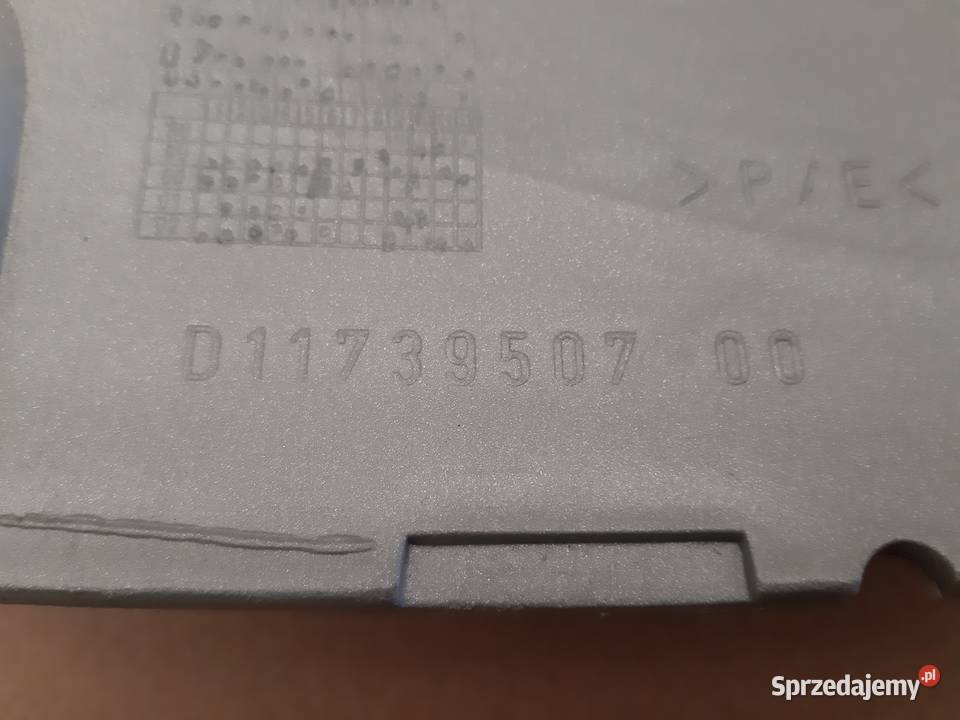 >P/E<
D11739507 00
Sprzedajemy.pl